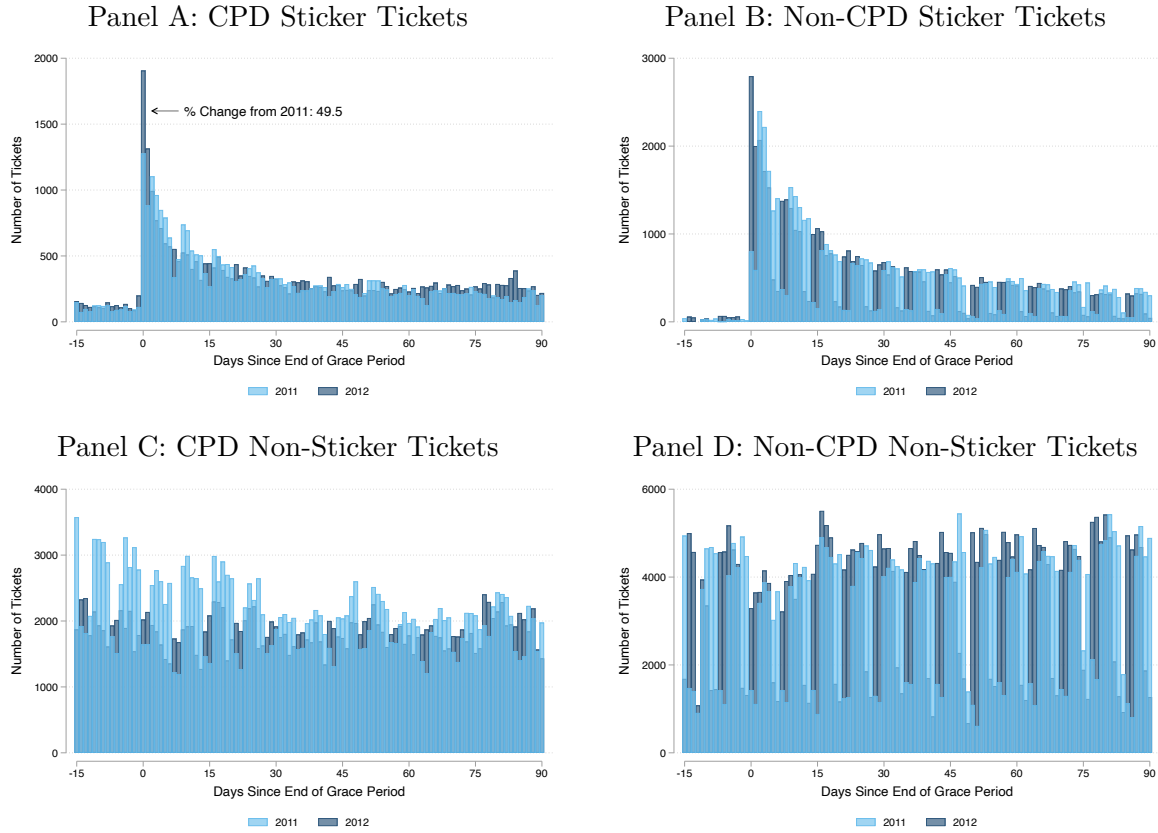 Panel A: CPD Sticker Tickets
Number of Tickets
2000
1500
1000
500
0
% Change from 2011: 49.5
-15 0 15 30 45 60 75 90
Days Since End of Grace Period
2011 2012
Panel B: Non-CPD Sticker Tickets
Number of Tickets
3000
2000
1000
0
-15 0 15 30 45 60 75 90
Days Since End of Grace Period
2011 2012
Panel C: CPD Non-Sticker Tickets
Number of Tickets
4000
3000
2000
1000
0
-15 0 15 30 45 60 75 90
Days Since End of Grace Period
2011 2012
Panel D: Non-CPD Non-Sticker Tickets
Number of Tickets
6000
4000
2000
0
-15 0 15 30 45 60 75 90
Days Since End of Grace Period
2011 2012